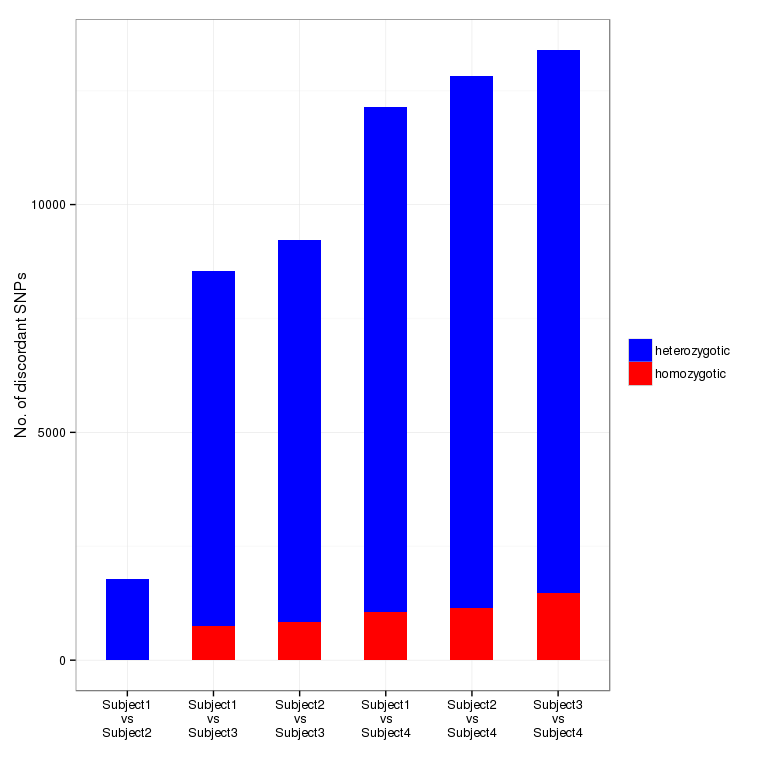 No. of discordant SNPs
10000
5000
0
Subject1
vs
Subject2
Subject1
vs
Subject3
Subject2
vs
Subject3
Subject1
vs
Subject4
Subject2
vs
Subject4
Subject3
vs
Subject4
heterozygotic
homozygotic